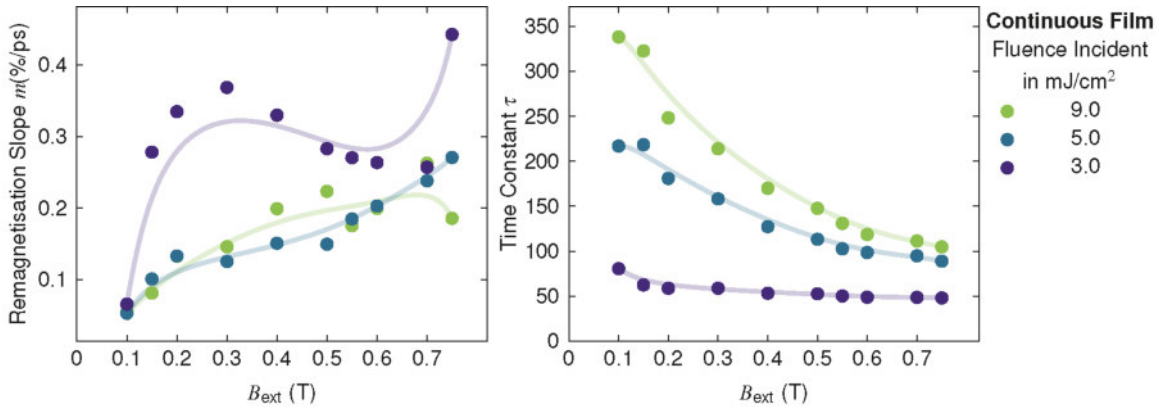 Remagnetisation Slope m(%/ps)
0.4
0.3
0.2
0.1
0 0.1 0.2 0.3 0.4 0.5 0.6 0.7
Bext (T)
Time Constant τ
350
300
250
200
150
100
50
0
0 0.1 0.2 0.3 0.4 0.5 0.6 0.7
Bext (T)
Continuous Film
Fluence Incident
in mJ/cm²
9.0
5.0
3.0